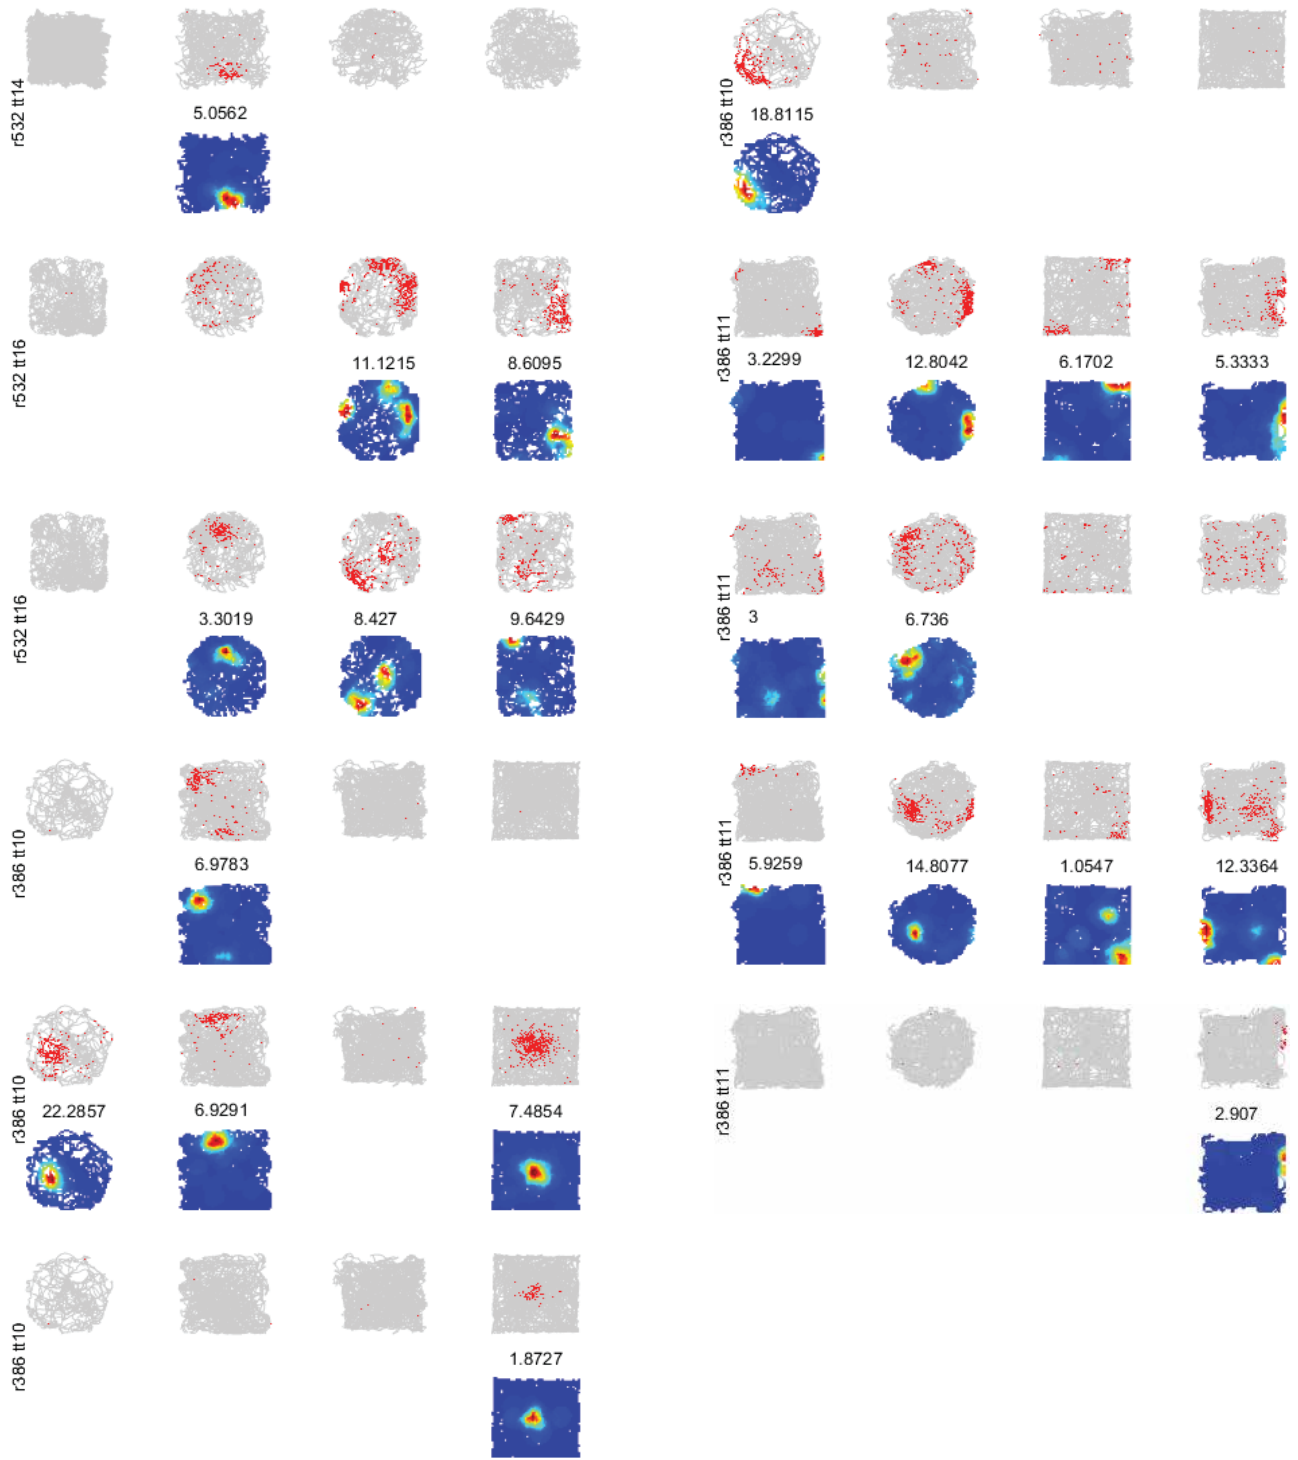 r532 tt14
5.0562
r532 tt16
11.1215 8.6095
r532 tt16
3.3019 8.427 9.6429
r386 tt10
6.9783
r386 tt10
22.2857 6.9291 7.4854
r386 tt10
1.8727
r386 tt10
18.8115
r386 tt11
3.2299 12.8042 6.1702 5.3333
r386 tt11
3 6.736
r386 tt11
5.9259 14.8077 1.0547 12.3364
r386 tt11
2.907